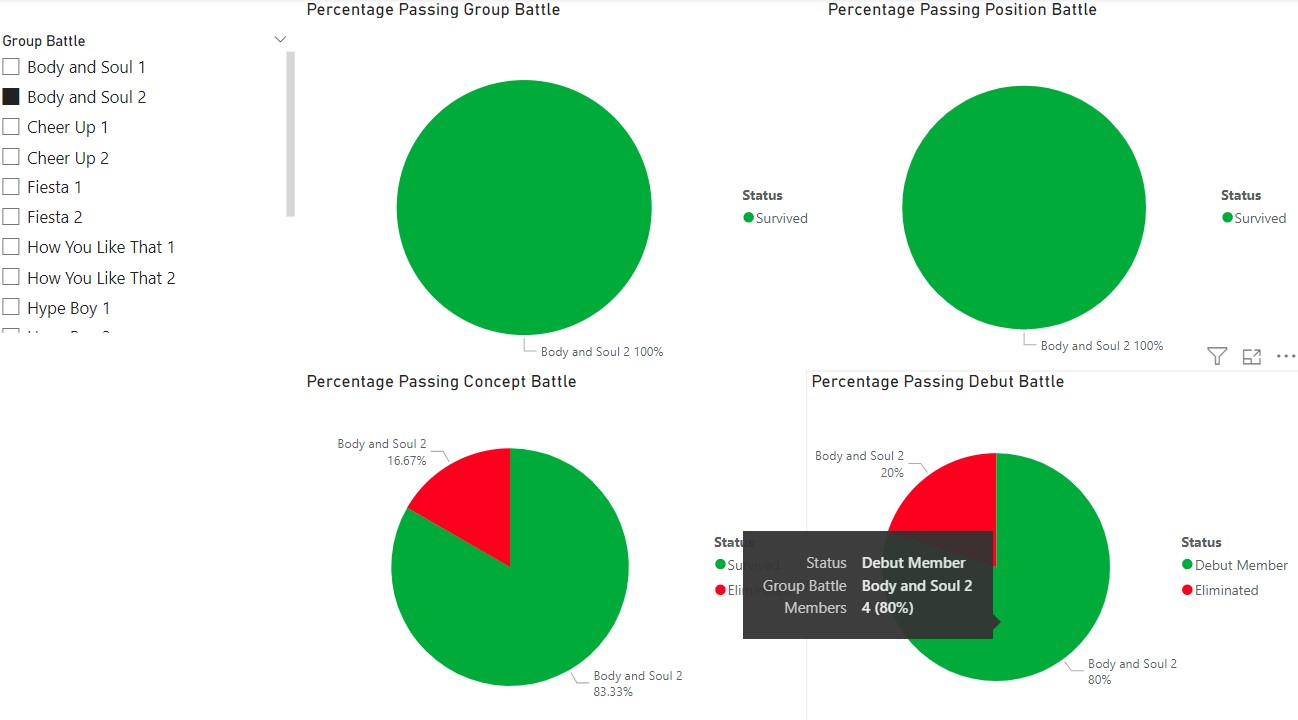 Percentage Passing Group Battle
Percentage Passing Position Battle
Group Battle
Body and Soul 1
Body and Soul 2
Cheer Up 1
Cheer Up 2
Fiesta 1
Fiesta 2
How You Like That 1
How You Like That 2
Hype Boy 1
Status
Survived
Body and Soul 2 100%
Status
Survived
Body and Soul 2 100%
Percentage Passing Concept Battle
Body and Soul 2
16.67%
Body and Soul 2
83.33%
Status
Percentage Passing Debut Battle
Body and Soul 2
20%
Status Debut Member
Group Battle Body and Soul 2
Members 4 (80%)
Body and Soul 2
80%
Status
Debut Member
Eliminated